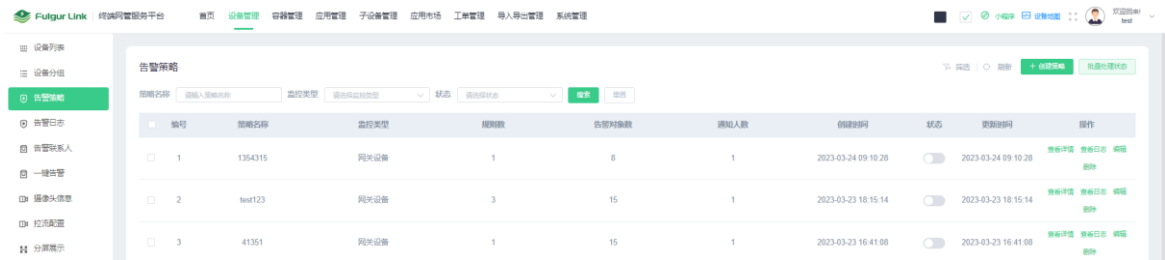 Fulgur Link 终端网管服务平台 首页 设备管理 容器管理 应用管理 子设备管理 应用市场 工单管理 导入导出管理 系统管理 小程序 设备地图 欢迎回来! test
设备列表
设备分组
告警策略
告警日志
告警联系人
一键告警
摄像头信息
拉流配置
分屏展示
告警策略 筛选 刷新 + 创建策略 批量处理状态
策略名称 请输入策略名称 监控类型 请选择监控类型 状态 请选择状态 搜索 重置
编号 策略名称 监控类型 规则数 告警对象数 通知人数 创建时间 状态 更新时间 操作
1 1354315 网关设备 1 8 1 2023-03-24 09:10:28 2023-03-24 09:10:28 查看详情 查看日志 编辑
删除
2 test123 网关设备 3 15 1 2023-03-23 18:15:14 2023-03-23 18:15:14 查看详情 查看日志 编辑
删除
3 41351 网关设备 1 15 1 2023-03-23 16:41:08 2023-03-23 16:41:08 查看详情 查看日志 编辑
删除